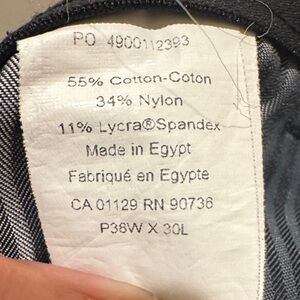 PO 4900112393
55% Cotton-Coton
34% Nylon
11% Lycra®Spandex
Made in Egypt
Fabriqué en Egypte
CA 01129 RN 90736
P38W X 30L